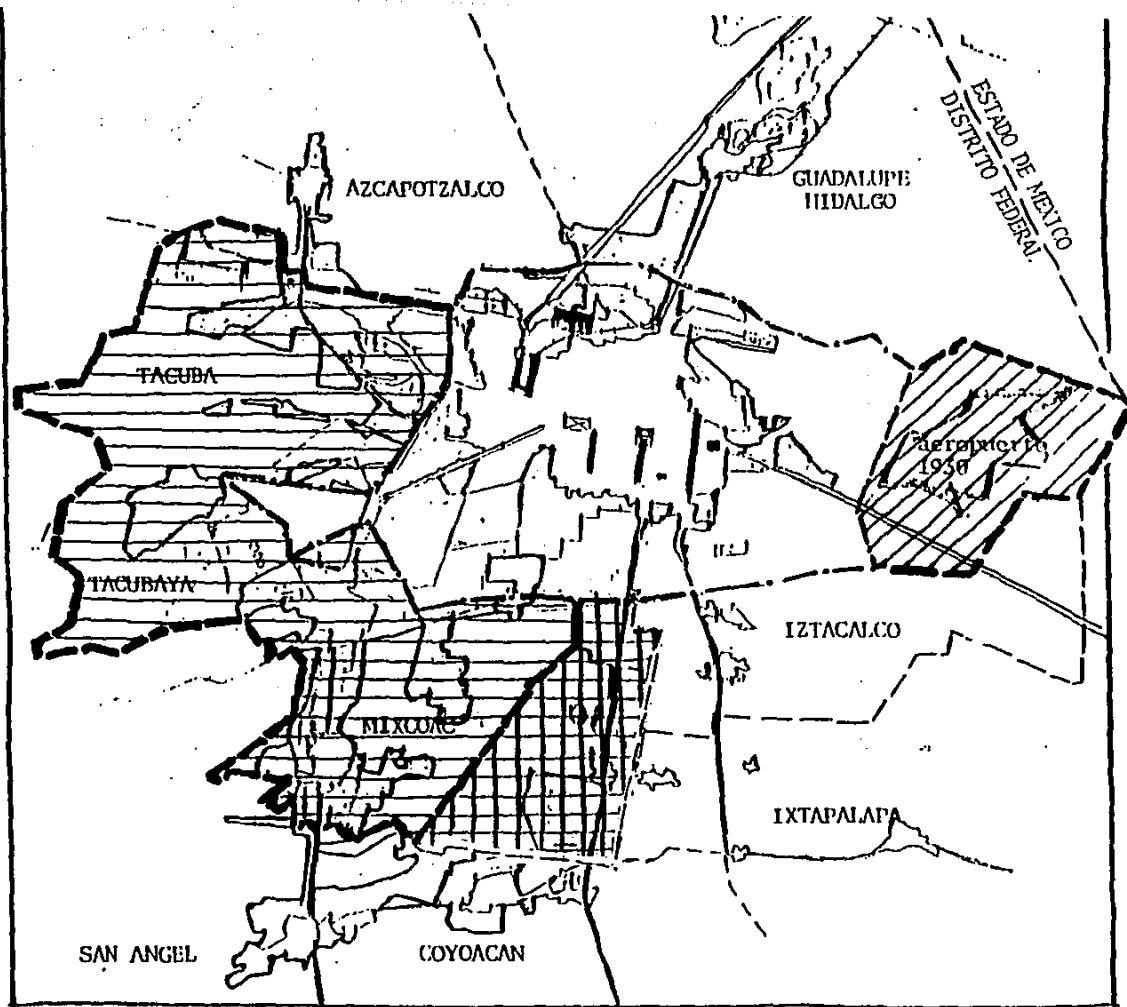 ESTADO DE MEXICO
DISTRITO FEDERAL
AZCAPOTZALCO
GUADALUPE
HIDALGO
TACUBA
aeropuerto
1930
TACUBAYA
IZTACALCO
MIXCOAC
IXTAPALAPA
SAN ANGEL
COYOACAN